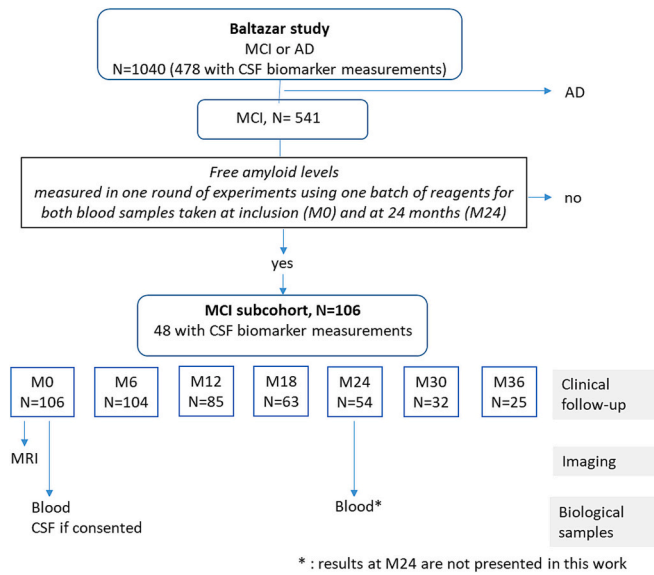 Baltazar study
MCI or AD
N=1040 (478 with CSF biomarker measurements)
AD
MCI, N= 541
Free amyloid levels
measured in one round of experiments using one batch of reagents for
both blood samples taken at inclusion (M0) and at 24 months (M24)
no
yes
MCI subcohort, N=106
48 with CSF biomarker measurements
M0
N=106
M6
N=104
M12
N=85
M18
N=63
M24
N=54
M30
N=32
M36
N=25
Clinical
follow-up
MRI
Imaging
Blood
CSF if consented
Blood*
Biological
samples
* : results at M24 are not presented in this work